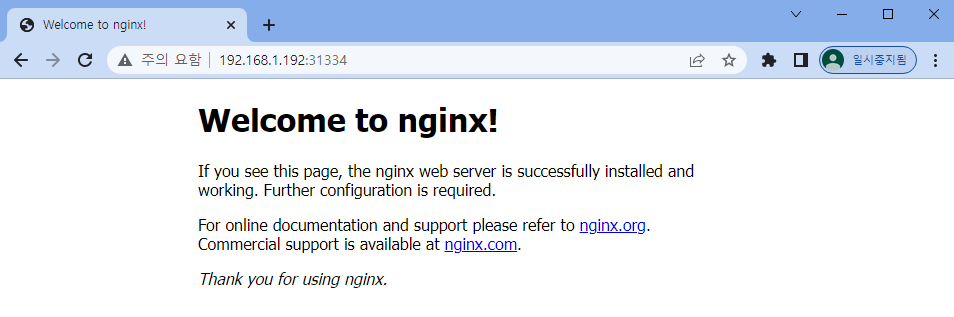 Welcome to nginx!
주의 요함 192.168.1.192:31334
일시중지됨
Welcome to nginx!
If you see this page, the nginx web server is successfully installed and
working. Further configuration is required.
For online documentation and support please refer to nginx.org.
Commercial support is available at nginx.com.
Thank you for using nginx.